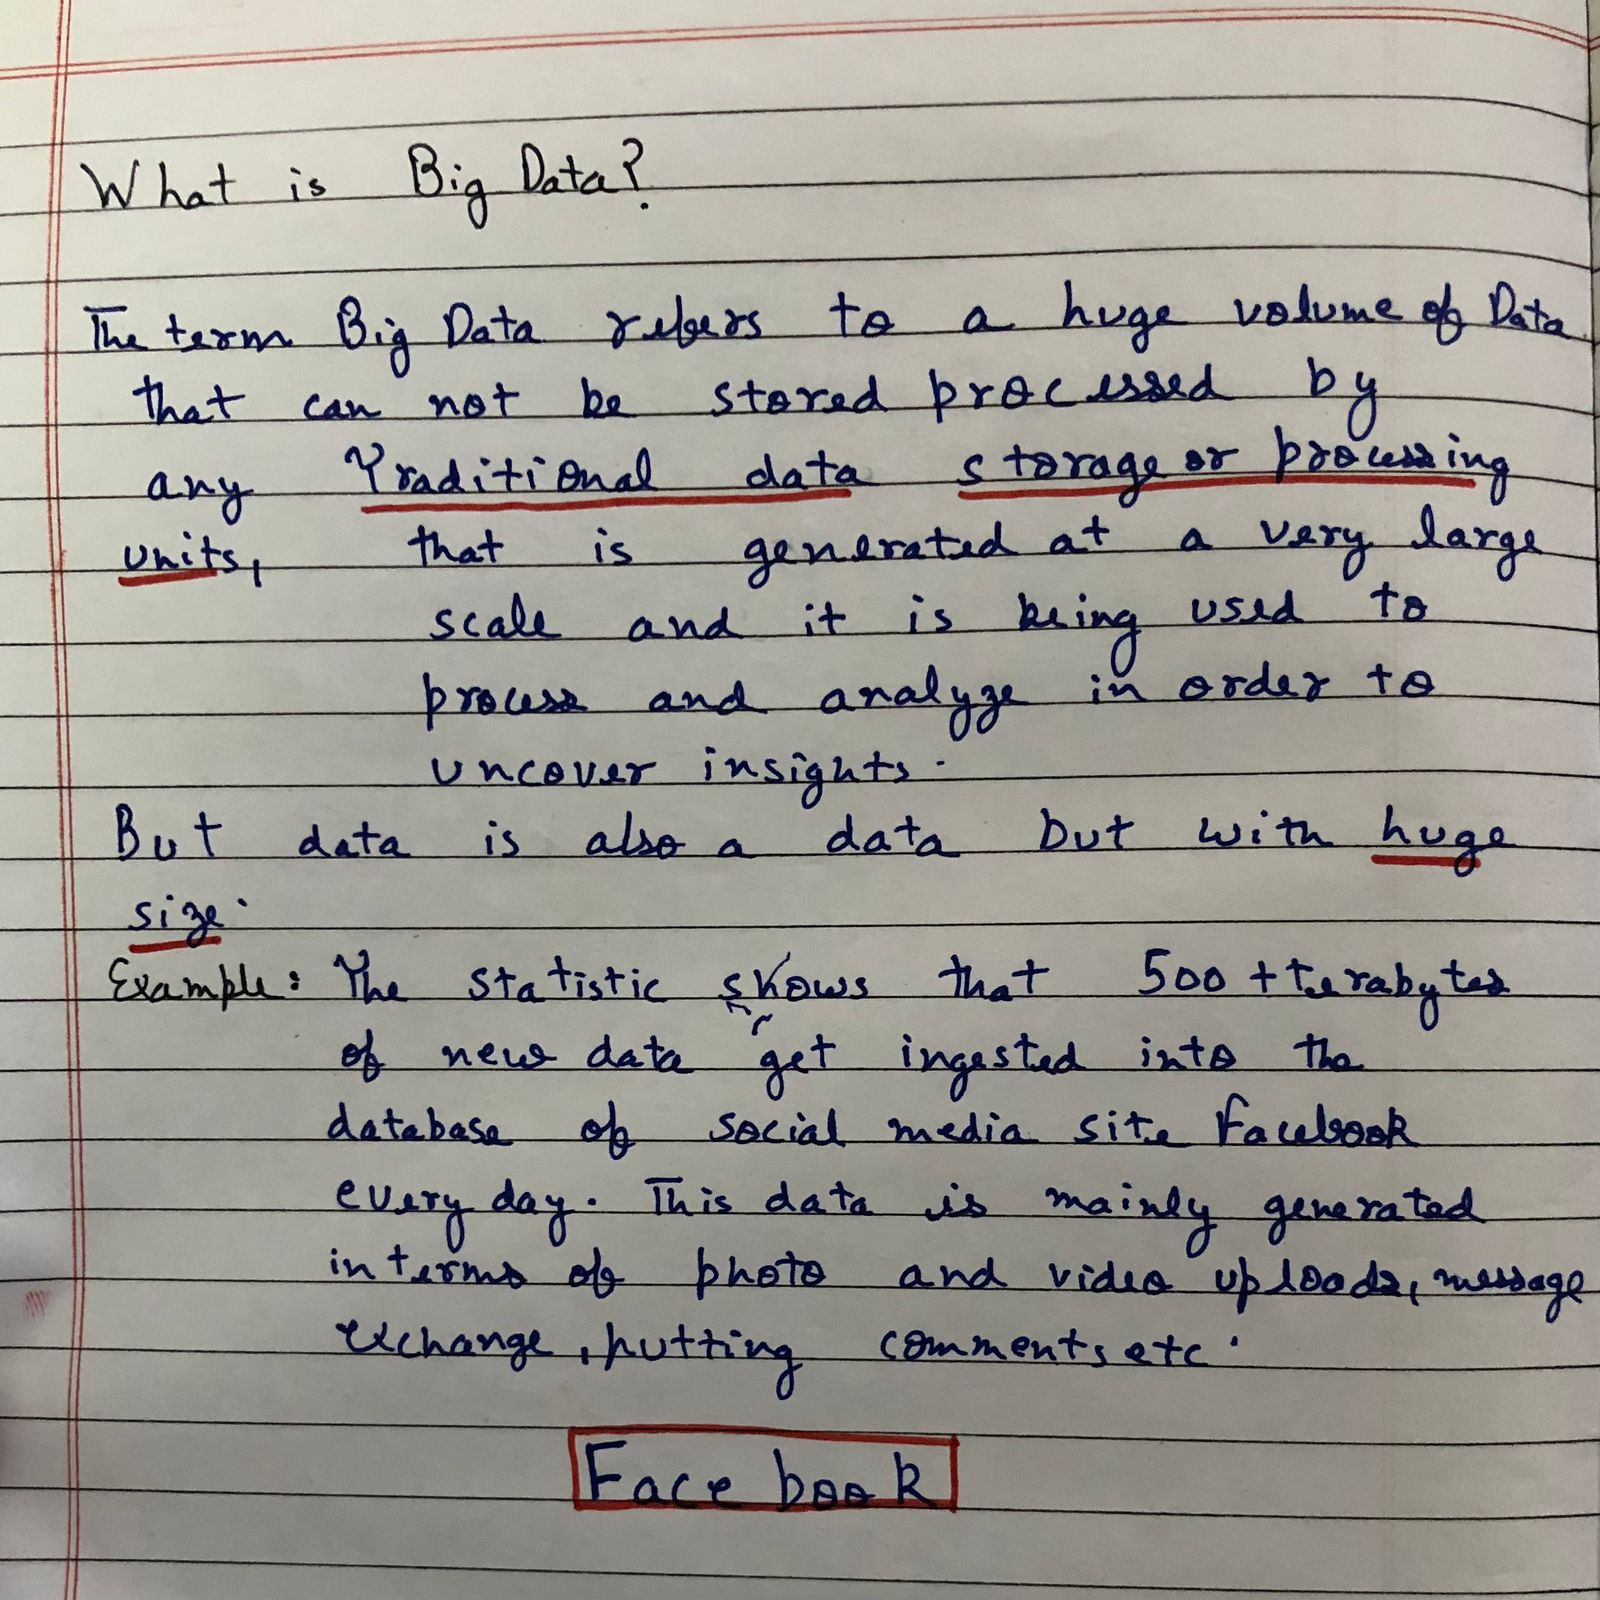 What is Big Data?
The term Big Data refers to a huge volume of Data
that can not be stored processed by
any Traditional data storage or processing
units, that is generated at a very large
scale and it is being used to
process and analyze in order to
uncover insights.
But data is also a data but with huge
size.
Example: The statistic shows that 500 + terabytes
of new data get ingested into the
database of social media site Facebook
every day. This data is mainly generated
in terms of photo and video uploads, message
exchange, putting comments etc.
Face book